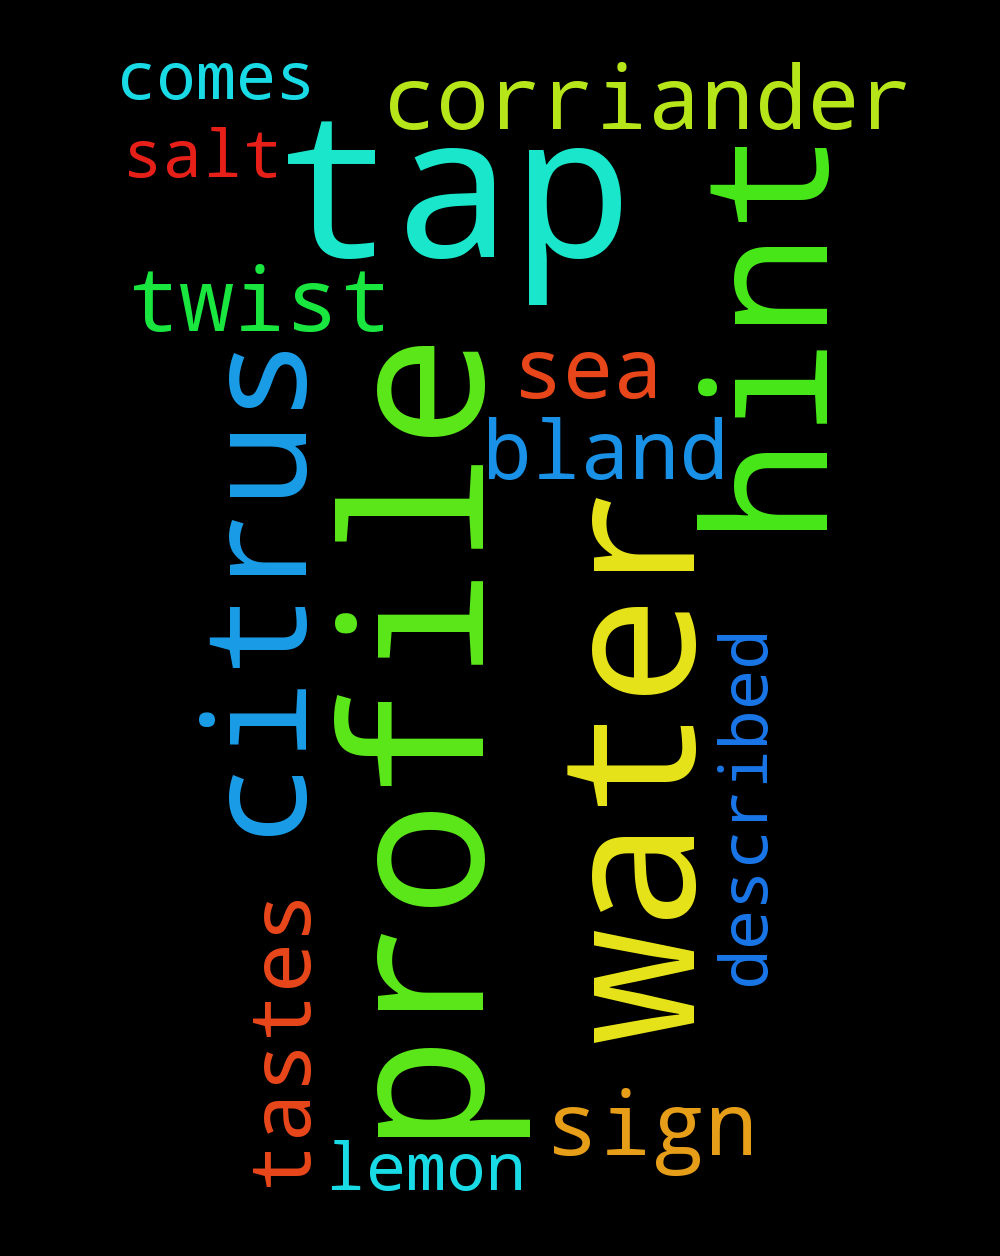 comes
corriander
salt
tap
hint
twist
citrus
profile
sea
bland
water
described
tastes
sign
lemon